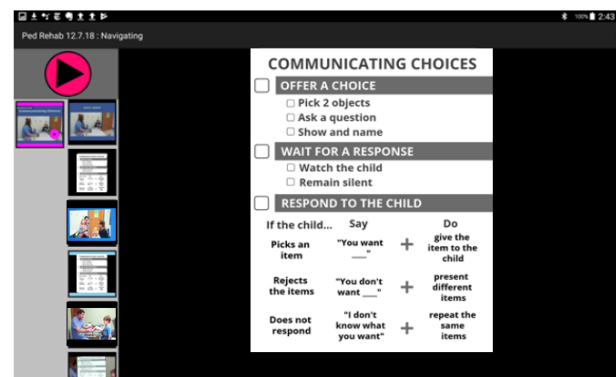 100% 2:43
Ped Rehab 12.7.18 : Navigating
COMMUNICATING CHOICES
OFFER A CHOICE
Pick 2 objects
Ask a question
Show and name
WAIT FOR A RESPONSE
Watch the child
Remain silent
RESPOND TO THE CHILD
If the child... Say Do
Picks an item "You want ___" + give the item to the child
Rejects the items "You don't want ___" + present different items
Does not respond "I don't know what you want" + repeat the same items